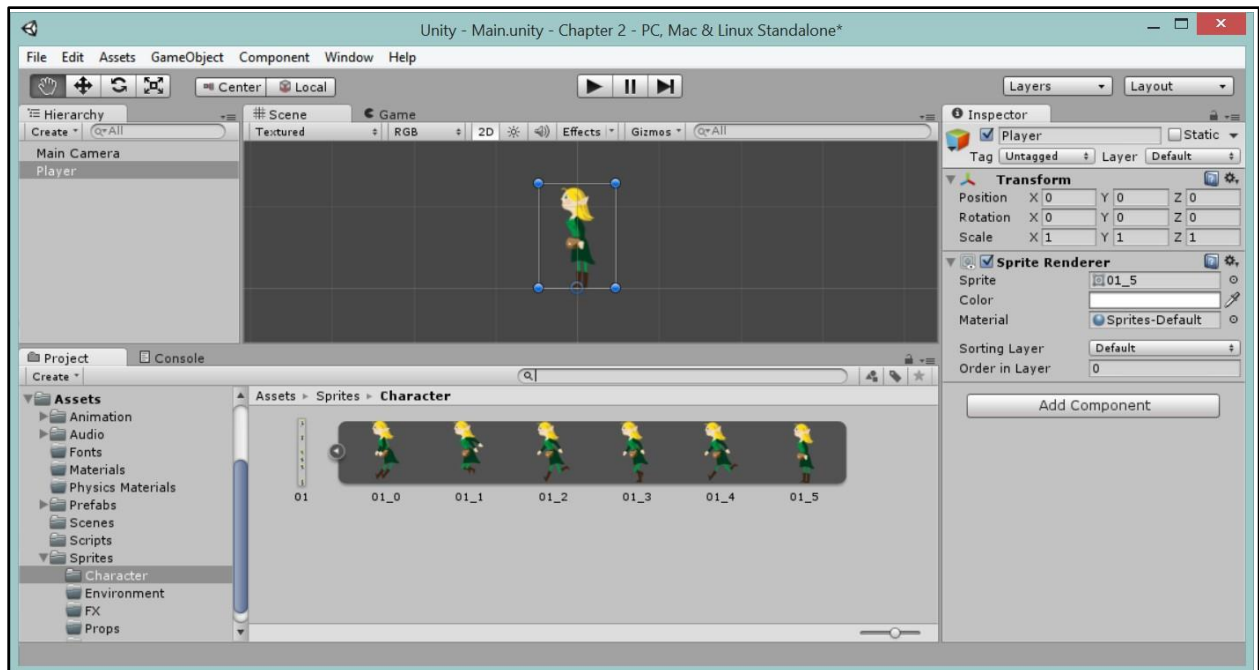 Unity - Main.unity - Chapter 2 - PC, Mac & Linux Standalone*
File Edit Assets GameObject Component Window Help
Center Local Layers Layout
Hierarchy
Create All
Main Camera
Player
Scene Game
Textured RGB 2D Effects Gizmos All
Inspector
Player Static
Tag Untagged Layer Default
Transform
Position X 0 Y 0 Z 0
Rotation X 0 Y 0 Z 0
Scale X 1 Y 1 Z 1
Sprite Renderer
Sprite 01_5
Color
Material Sprites-Default
Sorting Layer Default
Order in Layer 0
Add Component
Project Console
Create
Assets
Animation
Audio
Fonts
Materials
Physics Materials
Prefabs
Scenes
Scripts
Sprites
Character
Environment
FX
Props
Assets Sprites Character
01 01_0 01_1 01_2 01_3 01_4 01_5